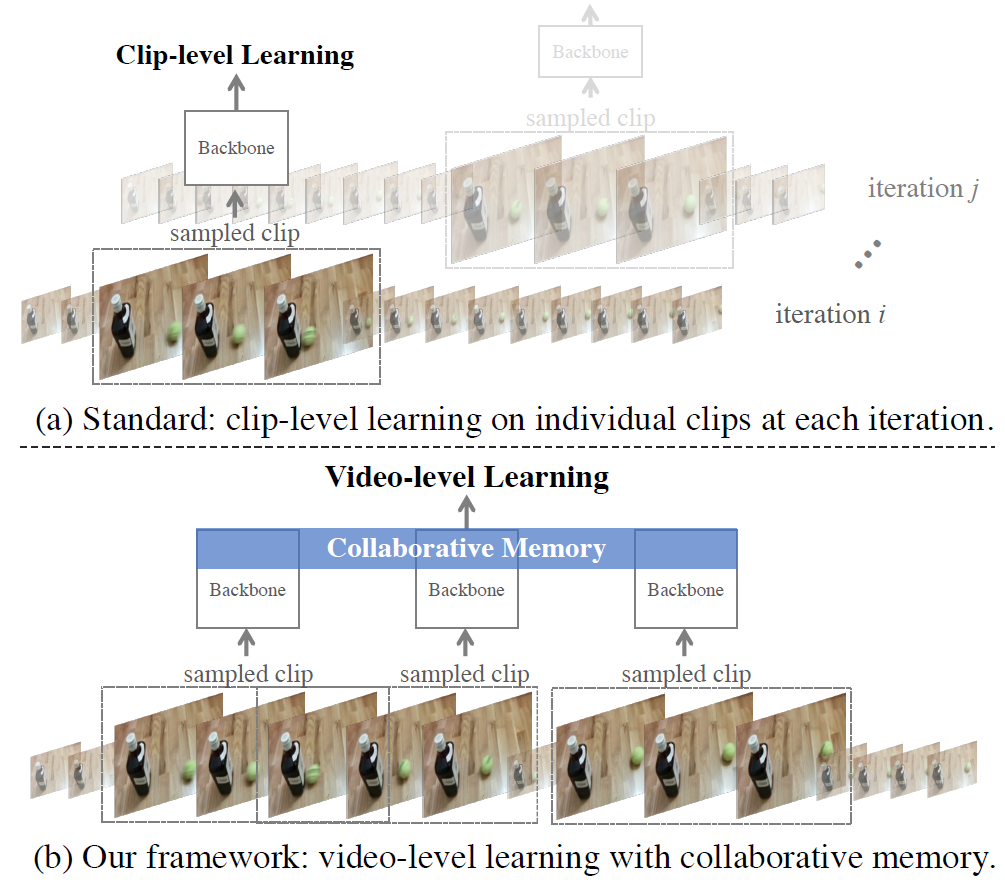 Clip-level Learning
Backbone
sampled clip
Backbone
sampled clip
iteration j
iteration i
(a) Standard: clip-level learning on individual clips at each iteration.
Video-level Learning
Collaborative Memory
Backbone
Backbone
Backbone
sampled clip
sampled clip
sampled clip
(b) Our framework: video-level learning with collaborative memory.